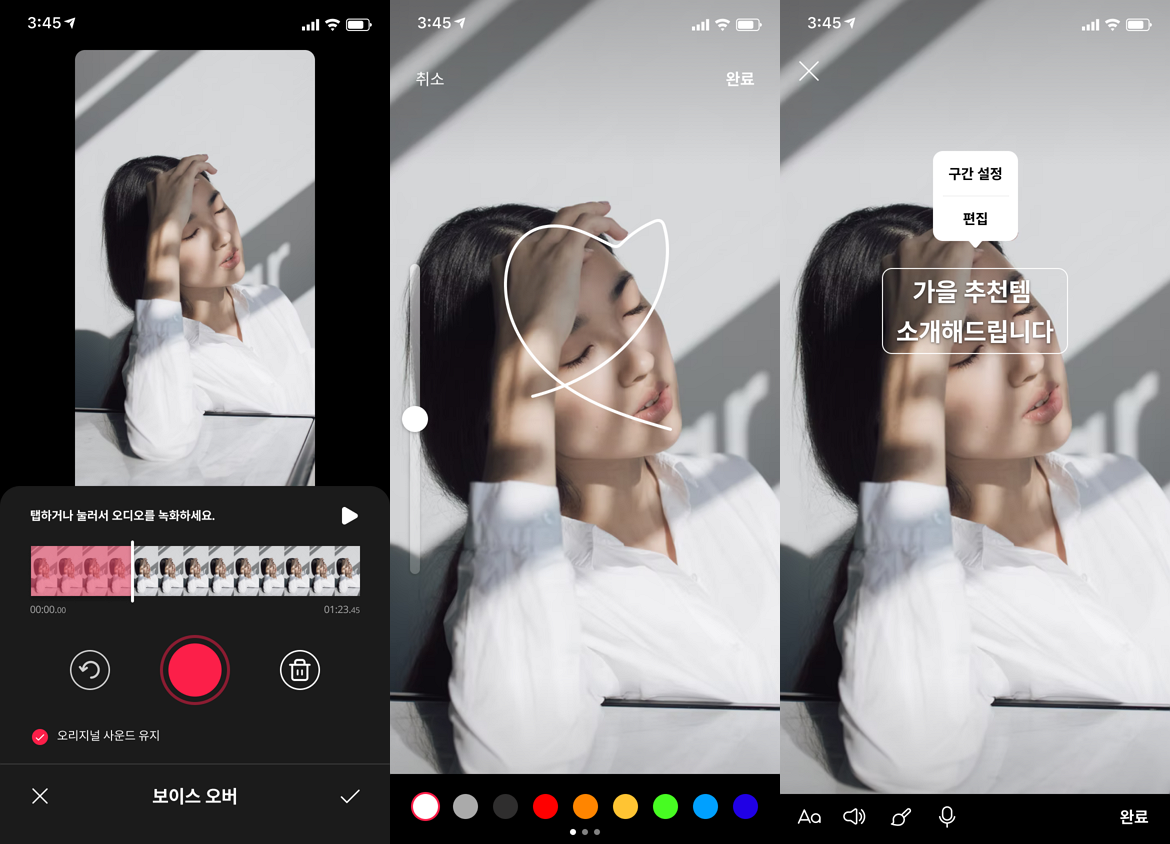 3:45
탭하거나 눌러서 오디오를 녹화하세요.
00:00.00
01:23.45
오리지널 사운드 유지
보이스 오버
3:45
취소
완료
3:45
구간 설정
편집
가을 추천템
소개해드립니다
Aa
완료